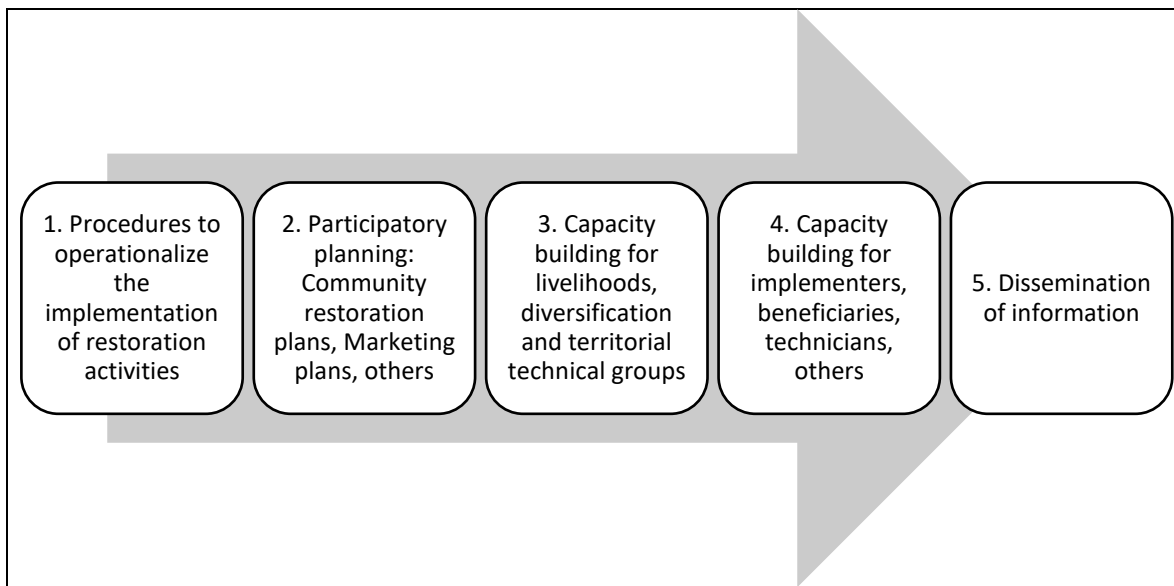 1. Procedures to
operationalize
the
implementation
of restoration
activities
2. Participatory
planning:
Community
restoration
plans, Marketing
plans, others
3. Capacity
building for
livelihoods,
diversification
and territorial
technical groups
4. Capacity
building for
implementers,
beneficiaries,
technicians,
others
5. Dissemination
of information